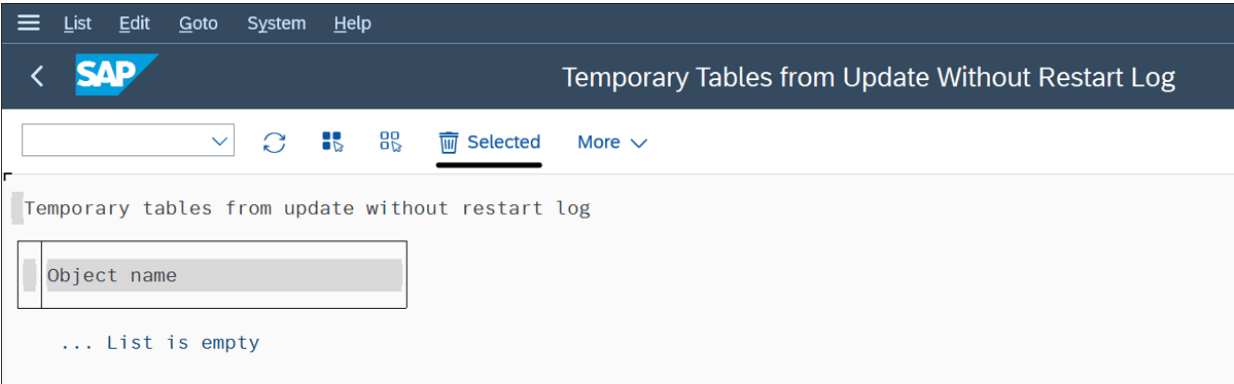 List Edit Goto System Help
SAP Temporary Tables from Update Without Restart Log
Selected More
Temporary tables from update without restart log
Object name
... List is empty